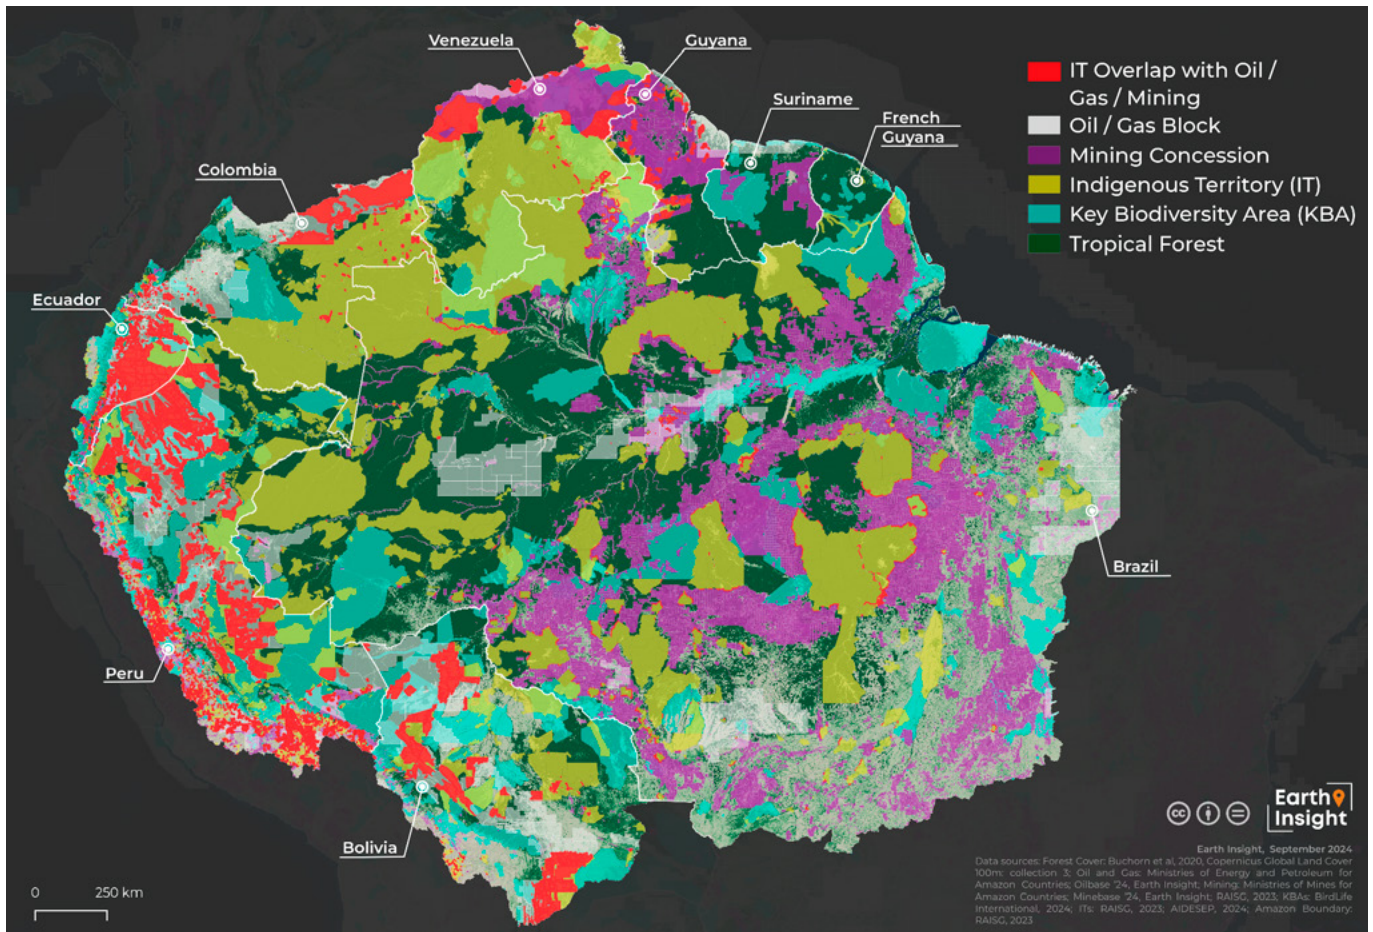 Venezuela
Guyana
Suriname
French
Guyana
Colombia
Ecuador
Peru
Bolivia
Brazil
IT Overlap with Oil /
Gas / Mining
Oil / Gas Block
Mining Concession
Indigenous Territory (IT)
Key Biodiversity Area (KBA)
Tropical Forest
0 250 km
cc
Earth
Insight
Earth Insight, September 2024
Data sources: Forest Cover: Buchorn et al, 2020, Copernicus Global Land Cover
100m: collection 3; Oil and Gas: Ministries of Energy and Petroleum for
Amazon Countries; Oilbase '24, Earth Insight; Mining: Ministries of Mines for
Amazon Countries; Minebase '24, Earth Insight; RAISG, 2023; KBAs: BirdLife
International, 2024; ITs: RAISG, 2023; AIDESEP, 2024; Amazon Boundary:
RAISG, 2023